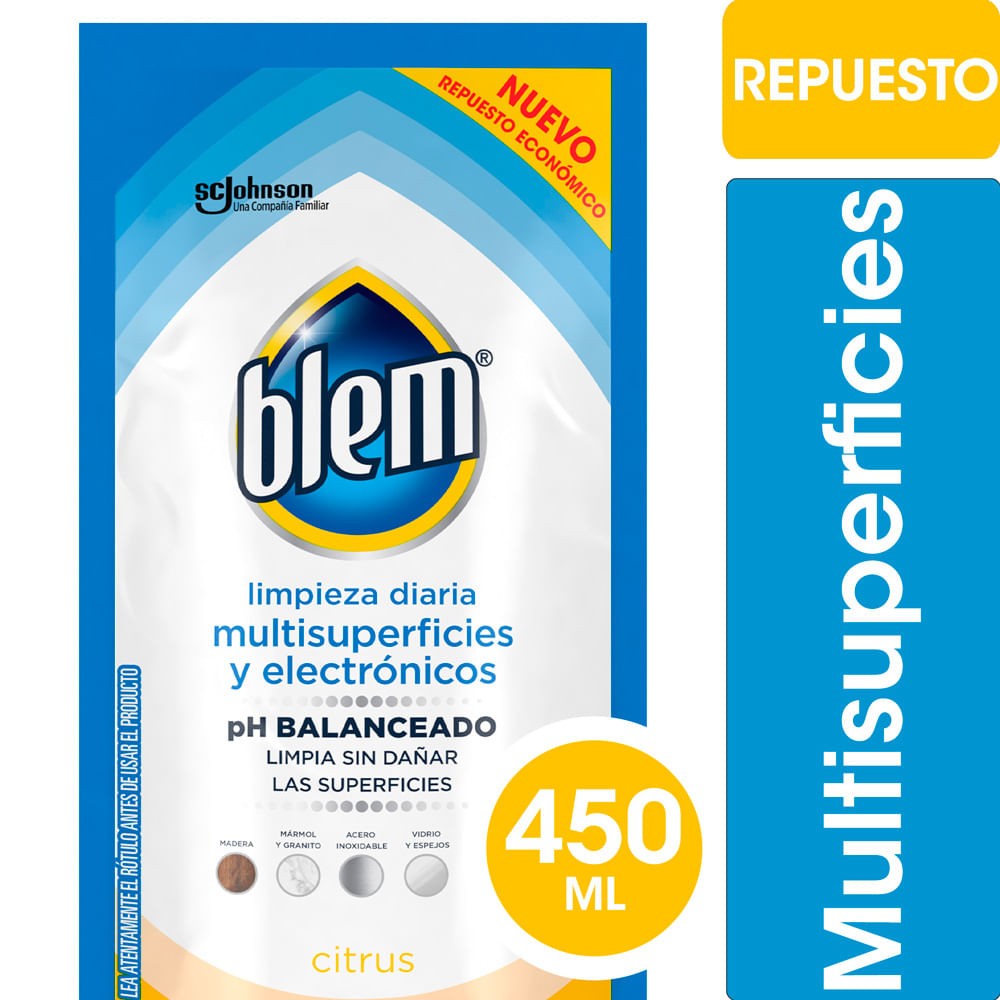 NUEVO
REPUESTO ECONÓMICO
scjohnson
Una Compañía Familiar
blem®
limpieza diaria
multisuperficies
y electrónicos
pH BALANCEADO
LIMPIA SIN DAÑAR
LAS SUPERFICIES
MADERA
MÁRMOL
Y GRANITO
ACERO
INOXIDABLE
VIDRIO
Y ESPEJOS
citrus
LEA ATENTAMENTE EL RÓTULO ANTES DE USAR EL PRODUCTO
450
ML
REPUESTO
Multisuperficies